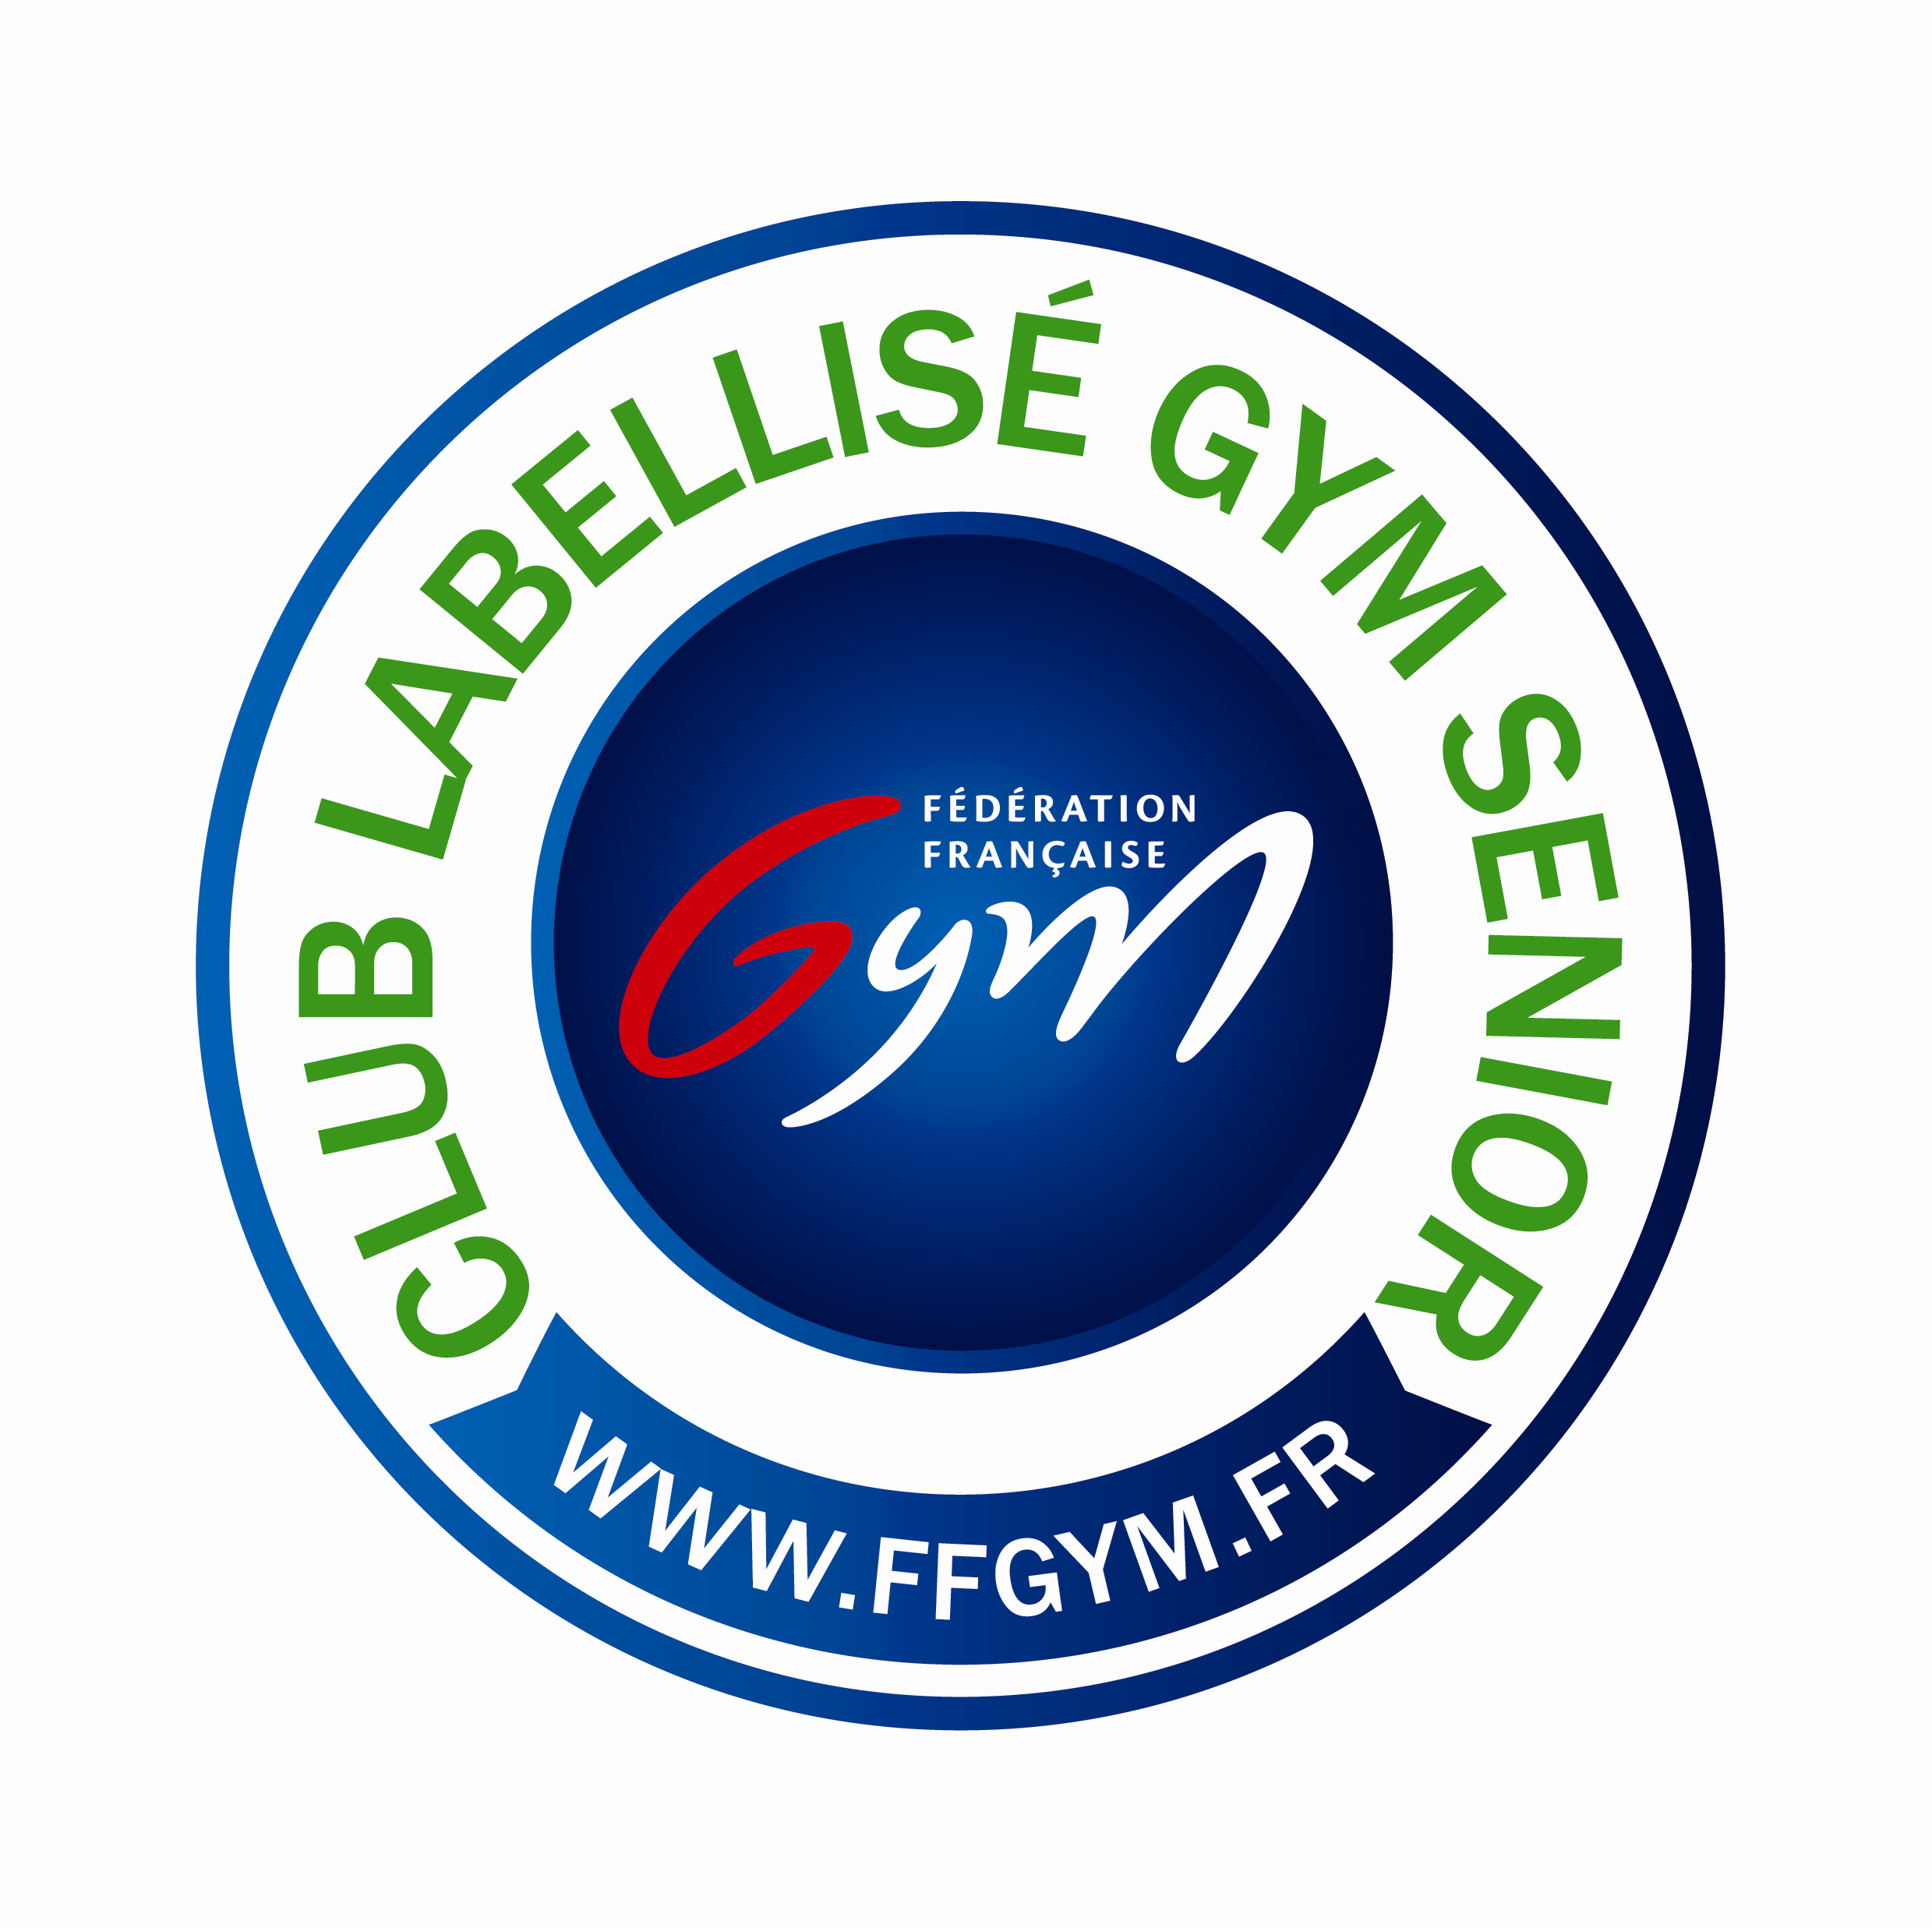 CLUB LABELLISÉ GYM SENIOR
FÉDÉRATION
FRANÇAISE
Gym
WWW.FFGYM.FR